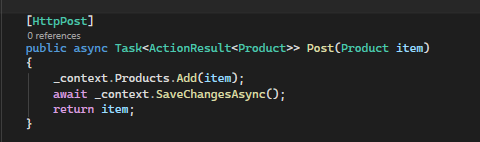 [HttpPost]
0 references
public async Task<ActionResult<Product>> Post(Product item)
{
_context.Products.Add(item);
await _context.SaveChangesAsync();
return item;
}